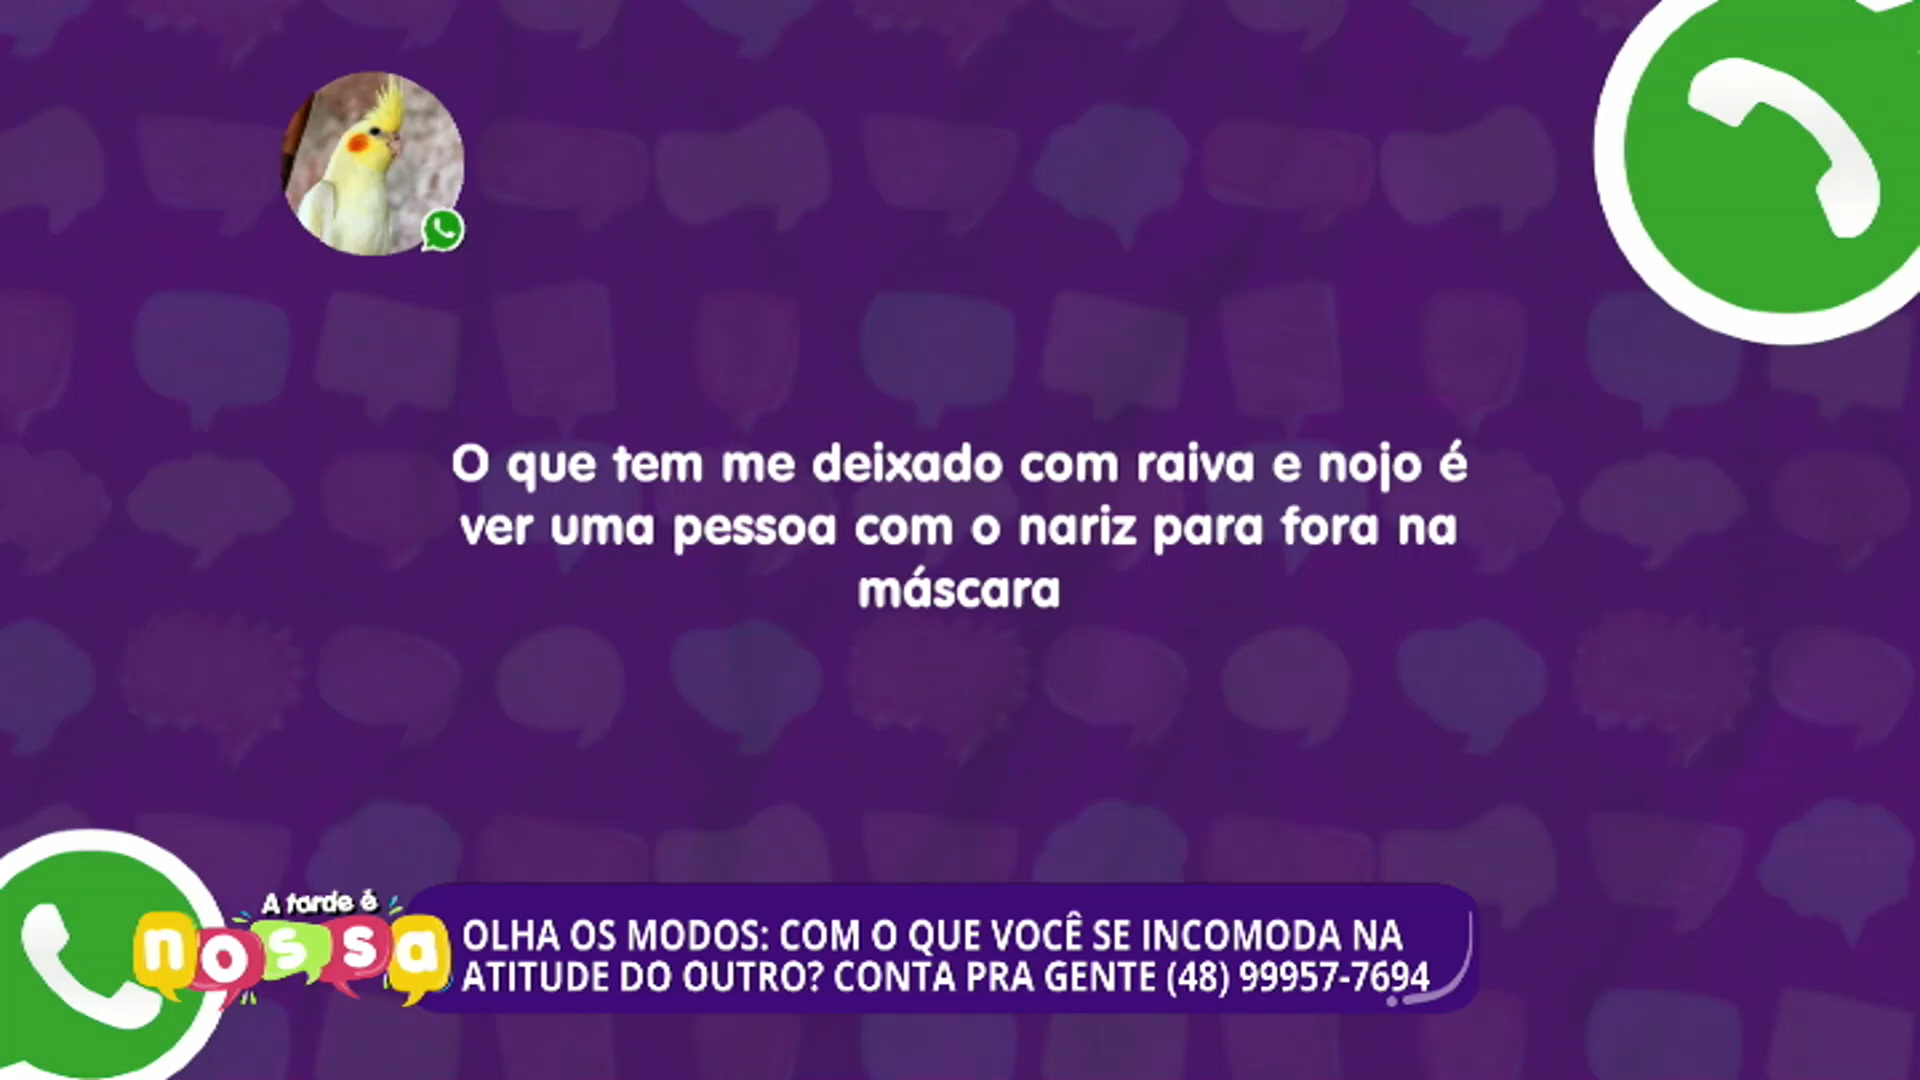 O que tem me deixado com raiva e nojo é
ver uma pessoa com o nariz para fora na
máscara
A tarde é
nossa
OLHA OS MODOS: COM O QUE VOCÊ SE INCOMODA NA
ATITUDE DO OUTRO? CONTA PRA GENTE (48) 99957-7694